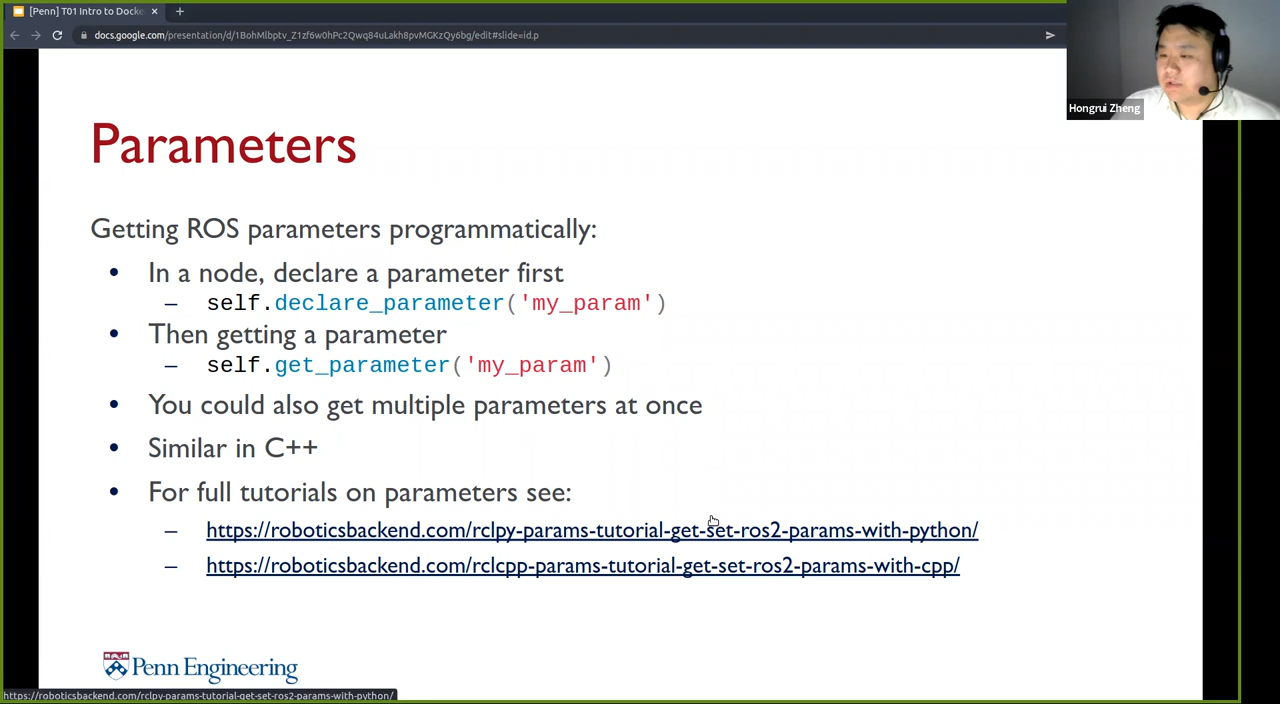 [Penn] T01 Intro to Docke
docs.google.com/presentation/d/1BohMlbptv_Z1zf6w0hPc2Qwq84uLakh8pvMGKzQy6bg/edit#slide=id.p
Hongrui Zheng
Parameters
Getting ROS parameters programmatically:
• In a node, declare a parameter first
– self.declare_parameter('my_param')
• Then getting a parameter
– self.get_parameter('my_param')
• You could also get multiple parameters at once
• Similar in C++
• For full tutorials on parameters see:
– https://roboticsbackend.com/rclpy-params-tutorial-get-set-ros2-params-with-python/
– https://roboticsbackend.com/rclcpp-params-tutorial-get-set-ros2-params-with-cpp/
Penn Engineering
https://roboticsbackend.com/rclpy-params-tutorial-get-set-ros2-params-with-python/